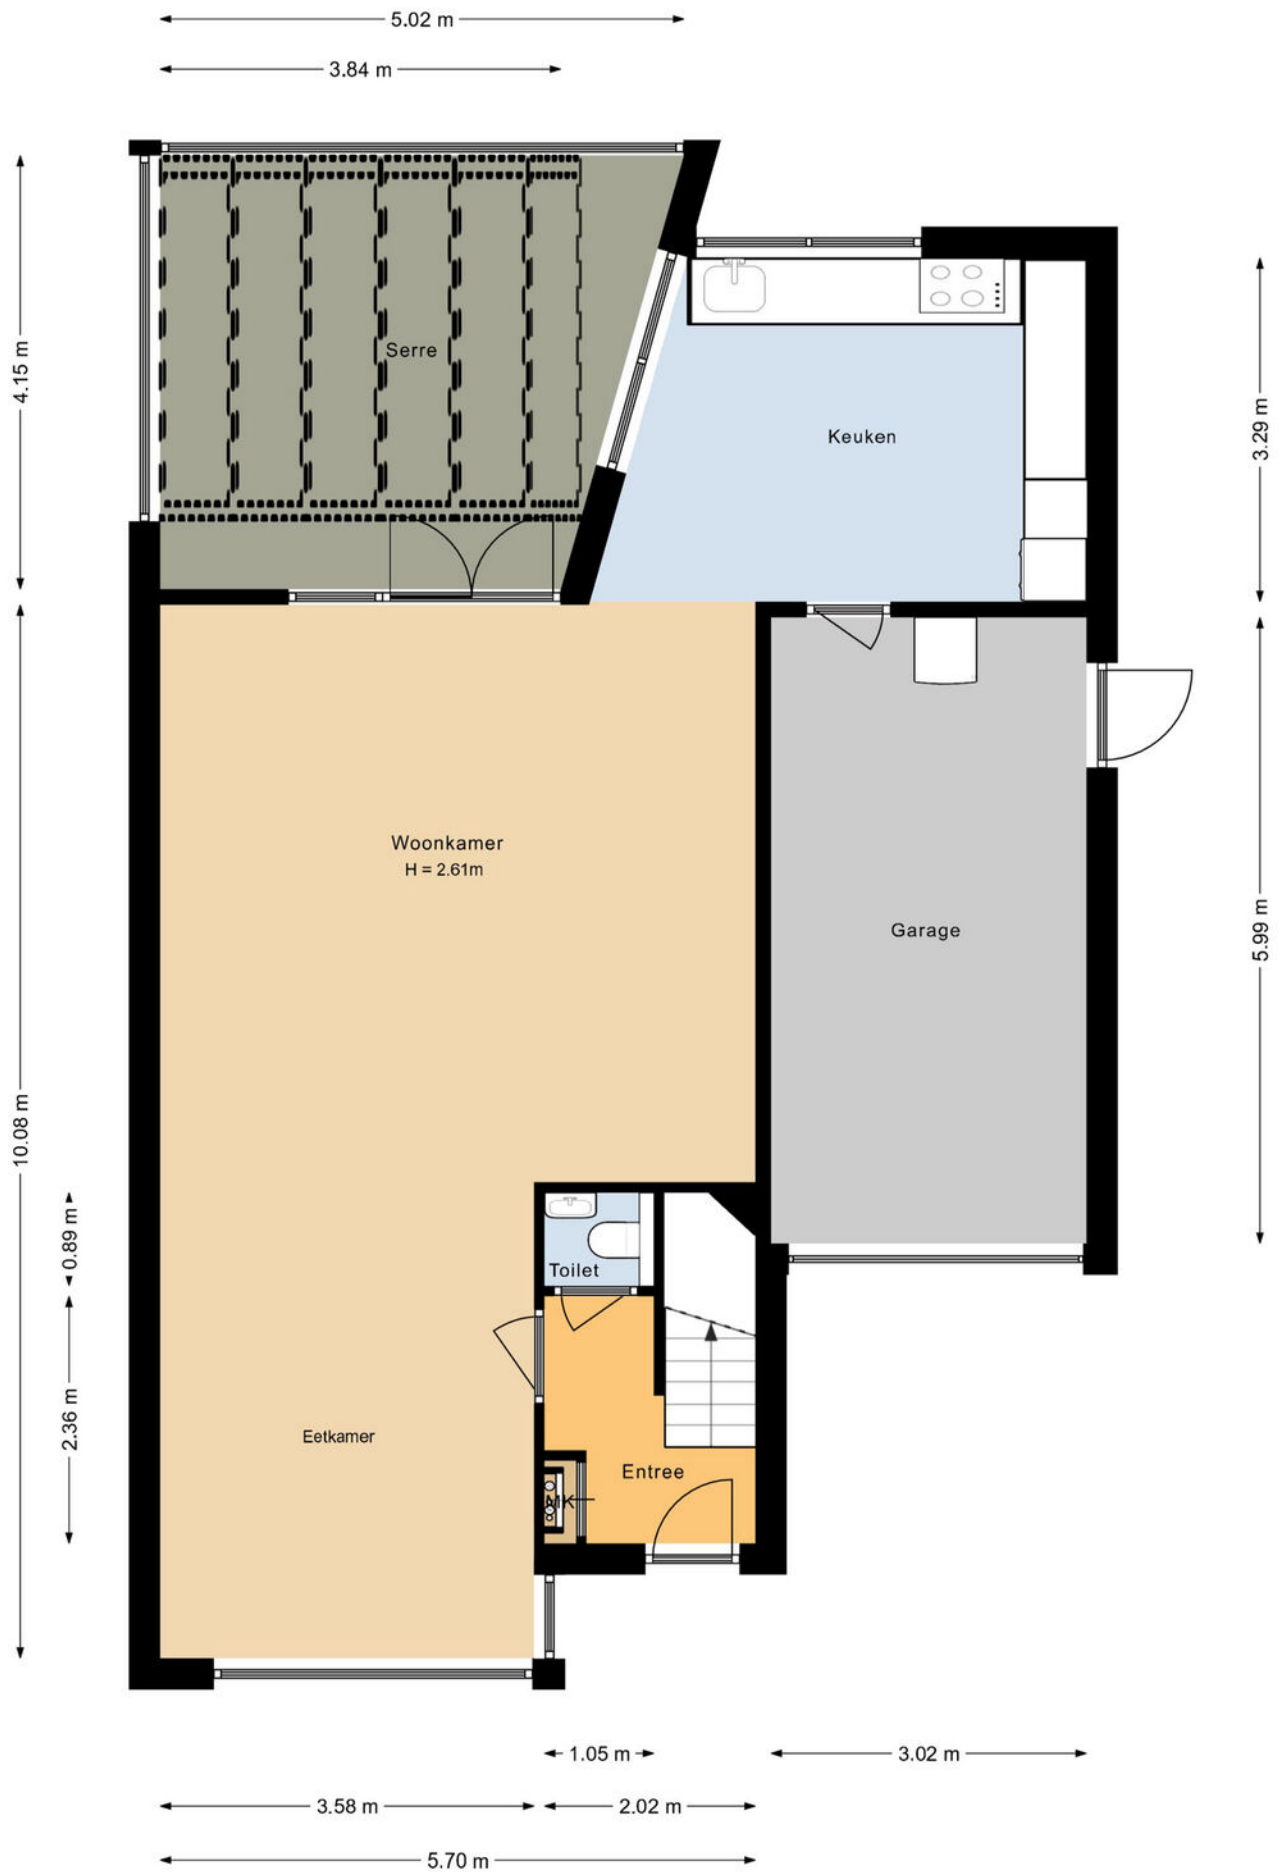 5.02 m
3.84 m
4.15 m
Serre
Keuken
3.29 m
Woonkamer
H = 2.61m
Garage
5.99 m
10.08 m
0.89 m
Toilet
2.36 m
Eetkamer
Entree
MK
1.05 m
3.02 m
3.58 m
2.02 m
5.70 m